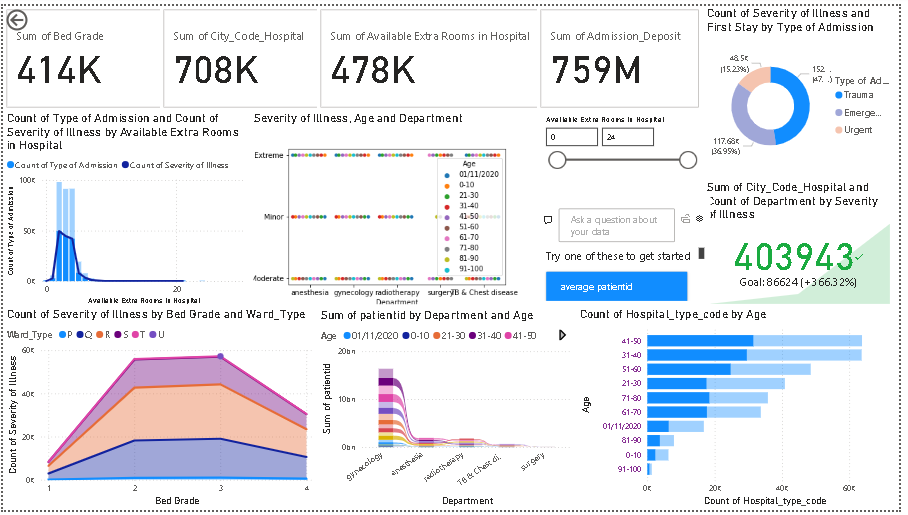 Sum of Bed Grade
414K
Sum of City_Code_Hospital
708K
Sum of Available Extra Rooms in Hospital
478K
Sum of Admission_Deposit
759M
Count of Severity of Illness and
First Stay by Type of Admission
48.5K
(15.23%)
152. ...
(47. ...)
117.68K
(36.95%)
Type of Ad...
Trauma
Emerge...
Urgent
Count of Type of Admission and Count of
Severity of Illness by Available Extra Rooms
in Hospital
Count of Type of Admission
Count of Severity of Illness
Count of Type of Admission
100K
50K
0K
0
20
Available Extra Rooms in Hospital
Severity of Illness, Age and Department
Extreme
Minor
Moderate
Age
01/11/2020
0-10
21-30
31-40
41-50
51-60
61-70
71-80
81-90
91-100
anesthesia
gynecology
radiotherapy
surgery
TB & Chest disease
Department
Available Extra Rooms in Hospital
0
24
Ask a question about
your data
Try one of these to get started
average patientid
Sum of City_Code_Hospital and
Count of Department by Severity
of Illness
403943
Goal: 86624 (+366.32%)
Count of Severity of Illness by Bed Grade and Ward_Type
Ward_Type
P
Q
R
S
T
U
Count of Severity of Illness
60K
40K
20K
0K
1
2
3
4
Bed Grade
Sum of patientid by Department and Age
Age
01/11/2020
0-10
21-30
31-40
41-50
Sum of patientid
20bn
10bn
0bn
gynecology
anesthesia
radiotherapy
TB & Chest di...
surgery
Department
Count of Hospital_type_code by Age
Age
41-50
31-40
51-60
21-30
71-80
61-70
01/11/2020
81-90
0-10
91-100
0K
20K
40K
60K
Count of Hospital_type_code